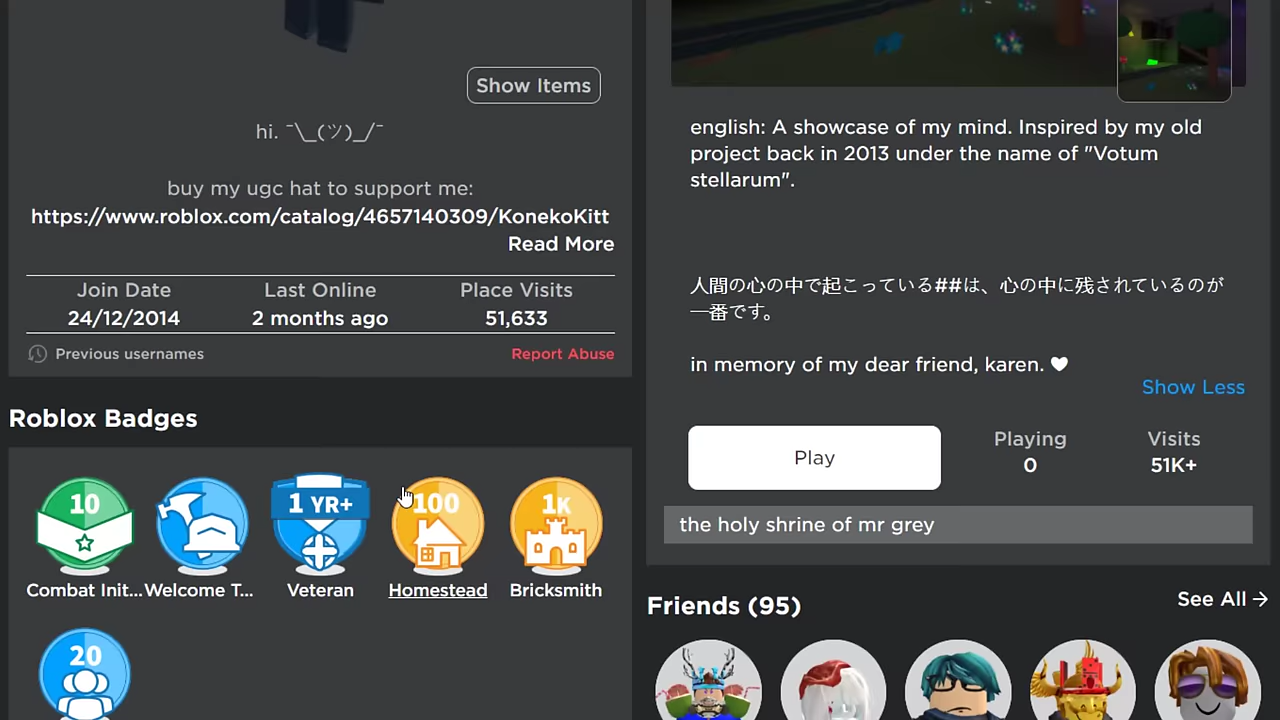 Show Items
hi. ¯\_(ツ)_/¯
buy my ugc hat to support me:
https://www.roblox.com/catalog/4657140309/KonekoKitt
Read More
Join Date
24/12/2014
Last Online
2 months ago
Place Visits
51,633
Previous usernames
Report Abuse
Roblox Badges
10
Combat Init...
Welcome T...
1 YR+
Veteran
100
Homestead
1K
Bricksmith
20
english: A showcase of my mind. Inspired by my old
project back in 2013 under the name of "Votum
stellarum".
人間の心の中で起こっている##は、心の中に残されているのが
一番です。
in memory of my dear friend, karen. ♥
Show Less
Play
Playing
0
Visits
51K+
the holy shrine of mr grey
Friends (95)
See All →